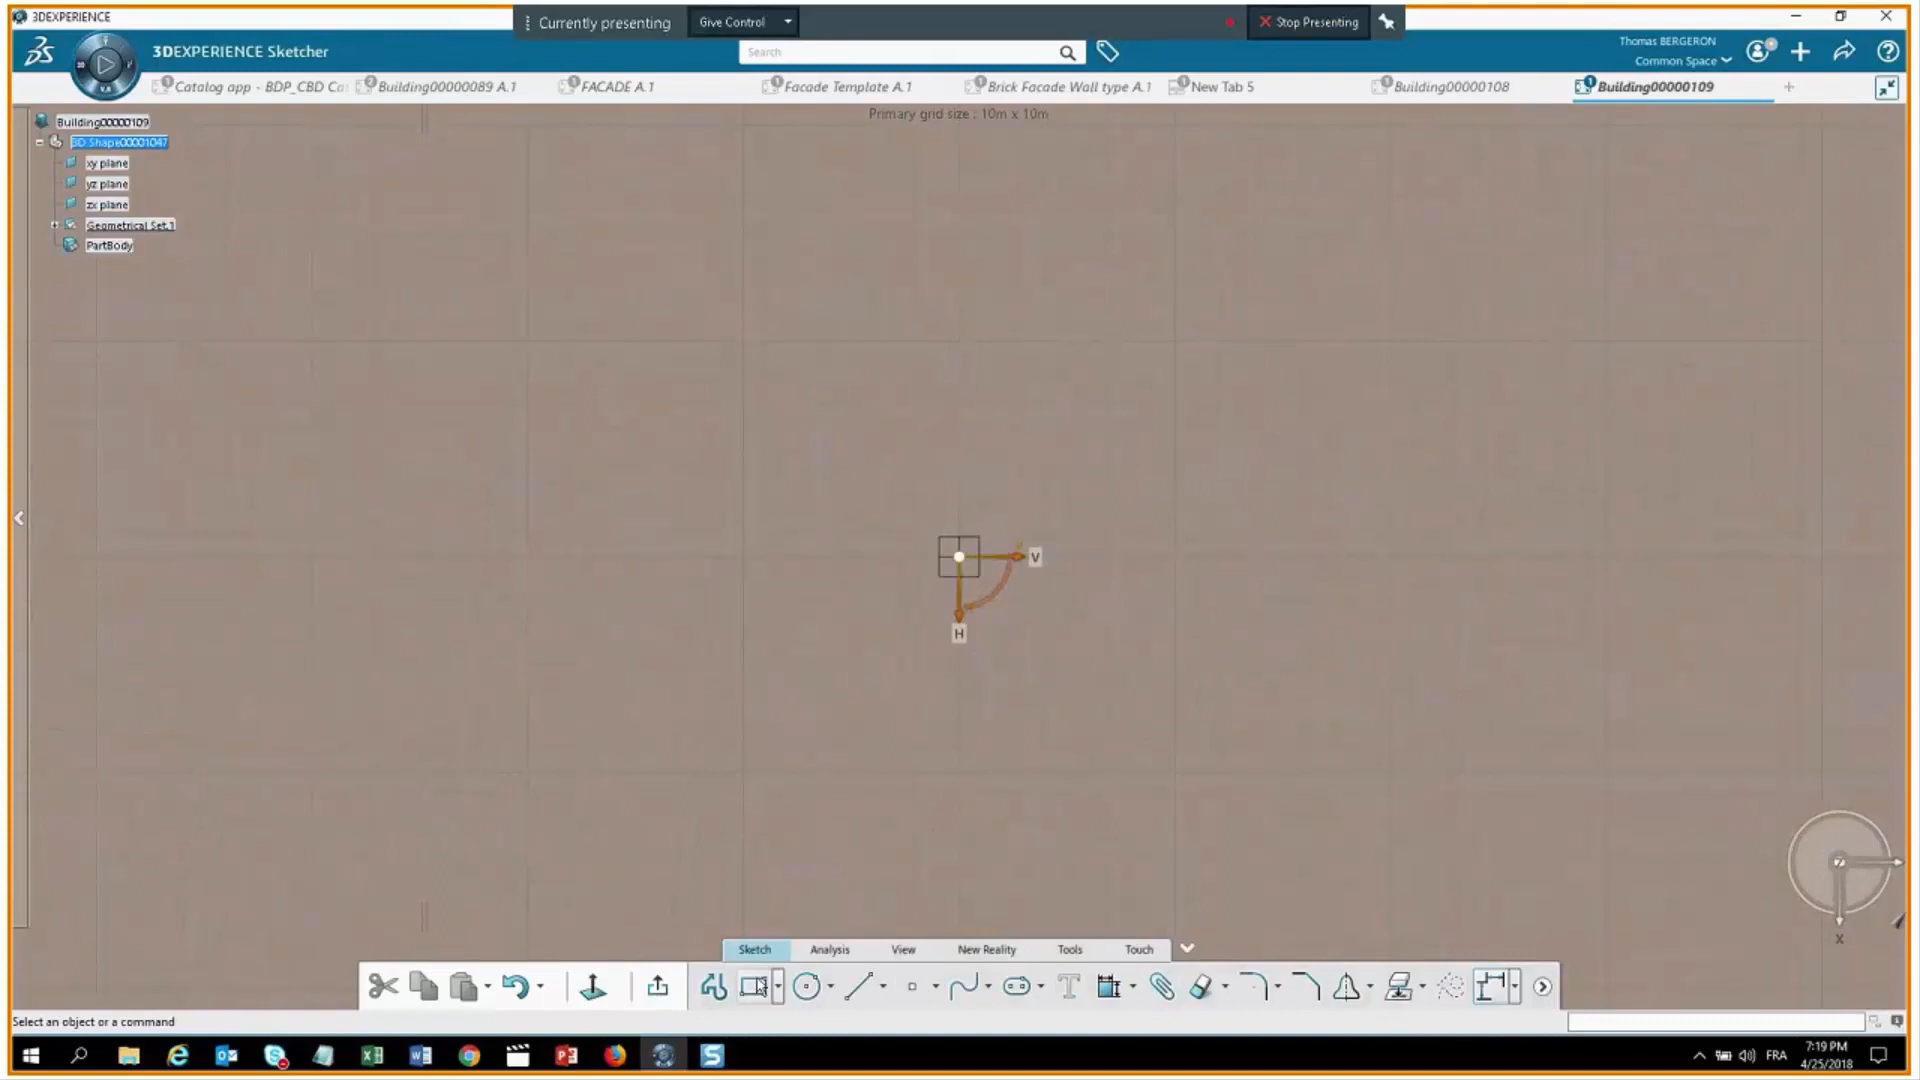 3DEXPERIENCE
Currently presenting
Give Control
Stop Presenting
3DEXPERIENCE Sketcher
Search
Thomas BERGERON
Common Space
Catalog app - BDP_CBD Ca
Building00000089 A.1
FACADE A.1
Facade Template A.1
Brick Facade Wall type A.1
New Tab 5
Building00000108
Building00000109
Primary grid size : 10m x 10m
Building00000109
3D Shape00001047
xy plane
yz plane
zx plane
Geometrical Set.1
PartBody
V
H
X
Sketch
Analysis
View
New Reality
Tools
Touch
Select an object or a command
FRA
7:19 PM
4/25/2018